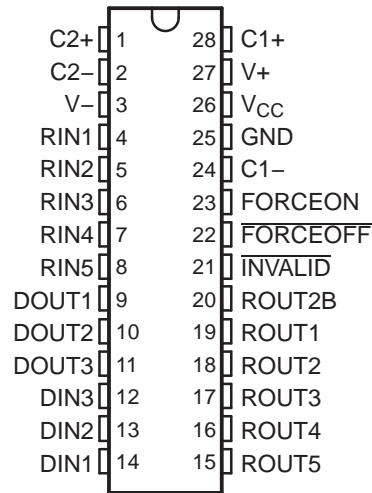 C2+ 1 28 C1+
C2− 2 27 V+
V− 3 26 VCC
RIN1 4 25 GND
RIN2 5 24 C1−
RIN3 6 23 FORCEON
RIN4 7 22 FORCEOFF
RIN5 8 21 INVALID
DOUT1 9 20 ROUT2B
DOUT2 10 19 ROUT1
DOUT3 11 18 ROUT2
DIN3 12 17 ROUT3
DIN2 13 16 ROUT4
DIN1 14 15 ROUT5